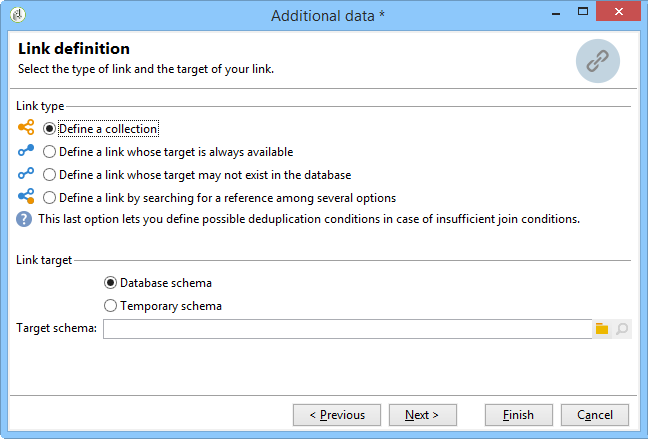 Additional data *
Link definition
Select the type of link and the target of your link.
Link type
Define a collection
Define a link whose target is always available
Define a link whose target may not exist in the database
Define a link by searching for a reference among several options
? This last option lets you define possible deduplication conditions in case of insufficient join conditions.
Link target
Database schema
Temporary schema
Target schema:
< Previous Next > Finish Cancel